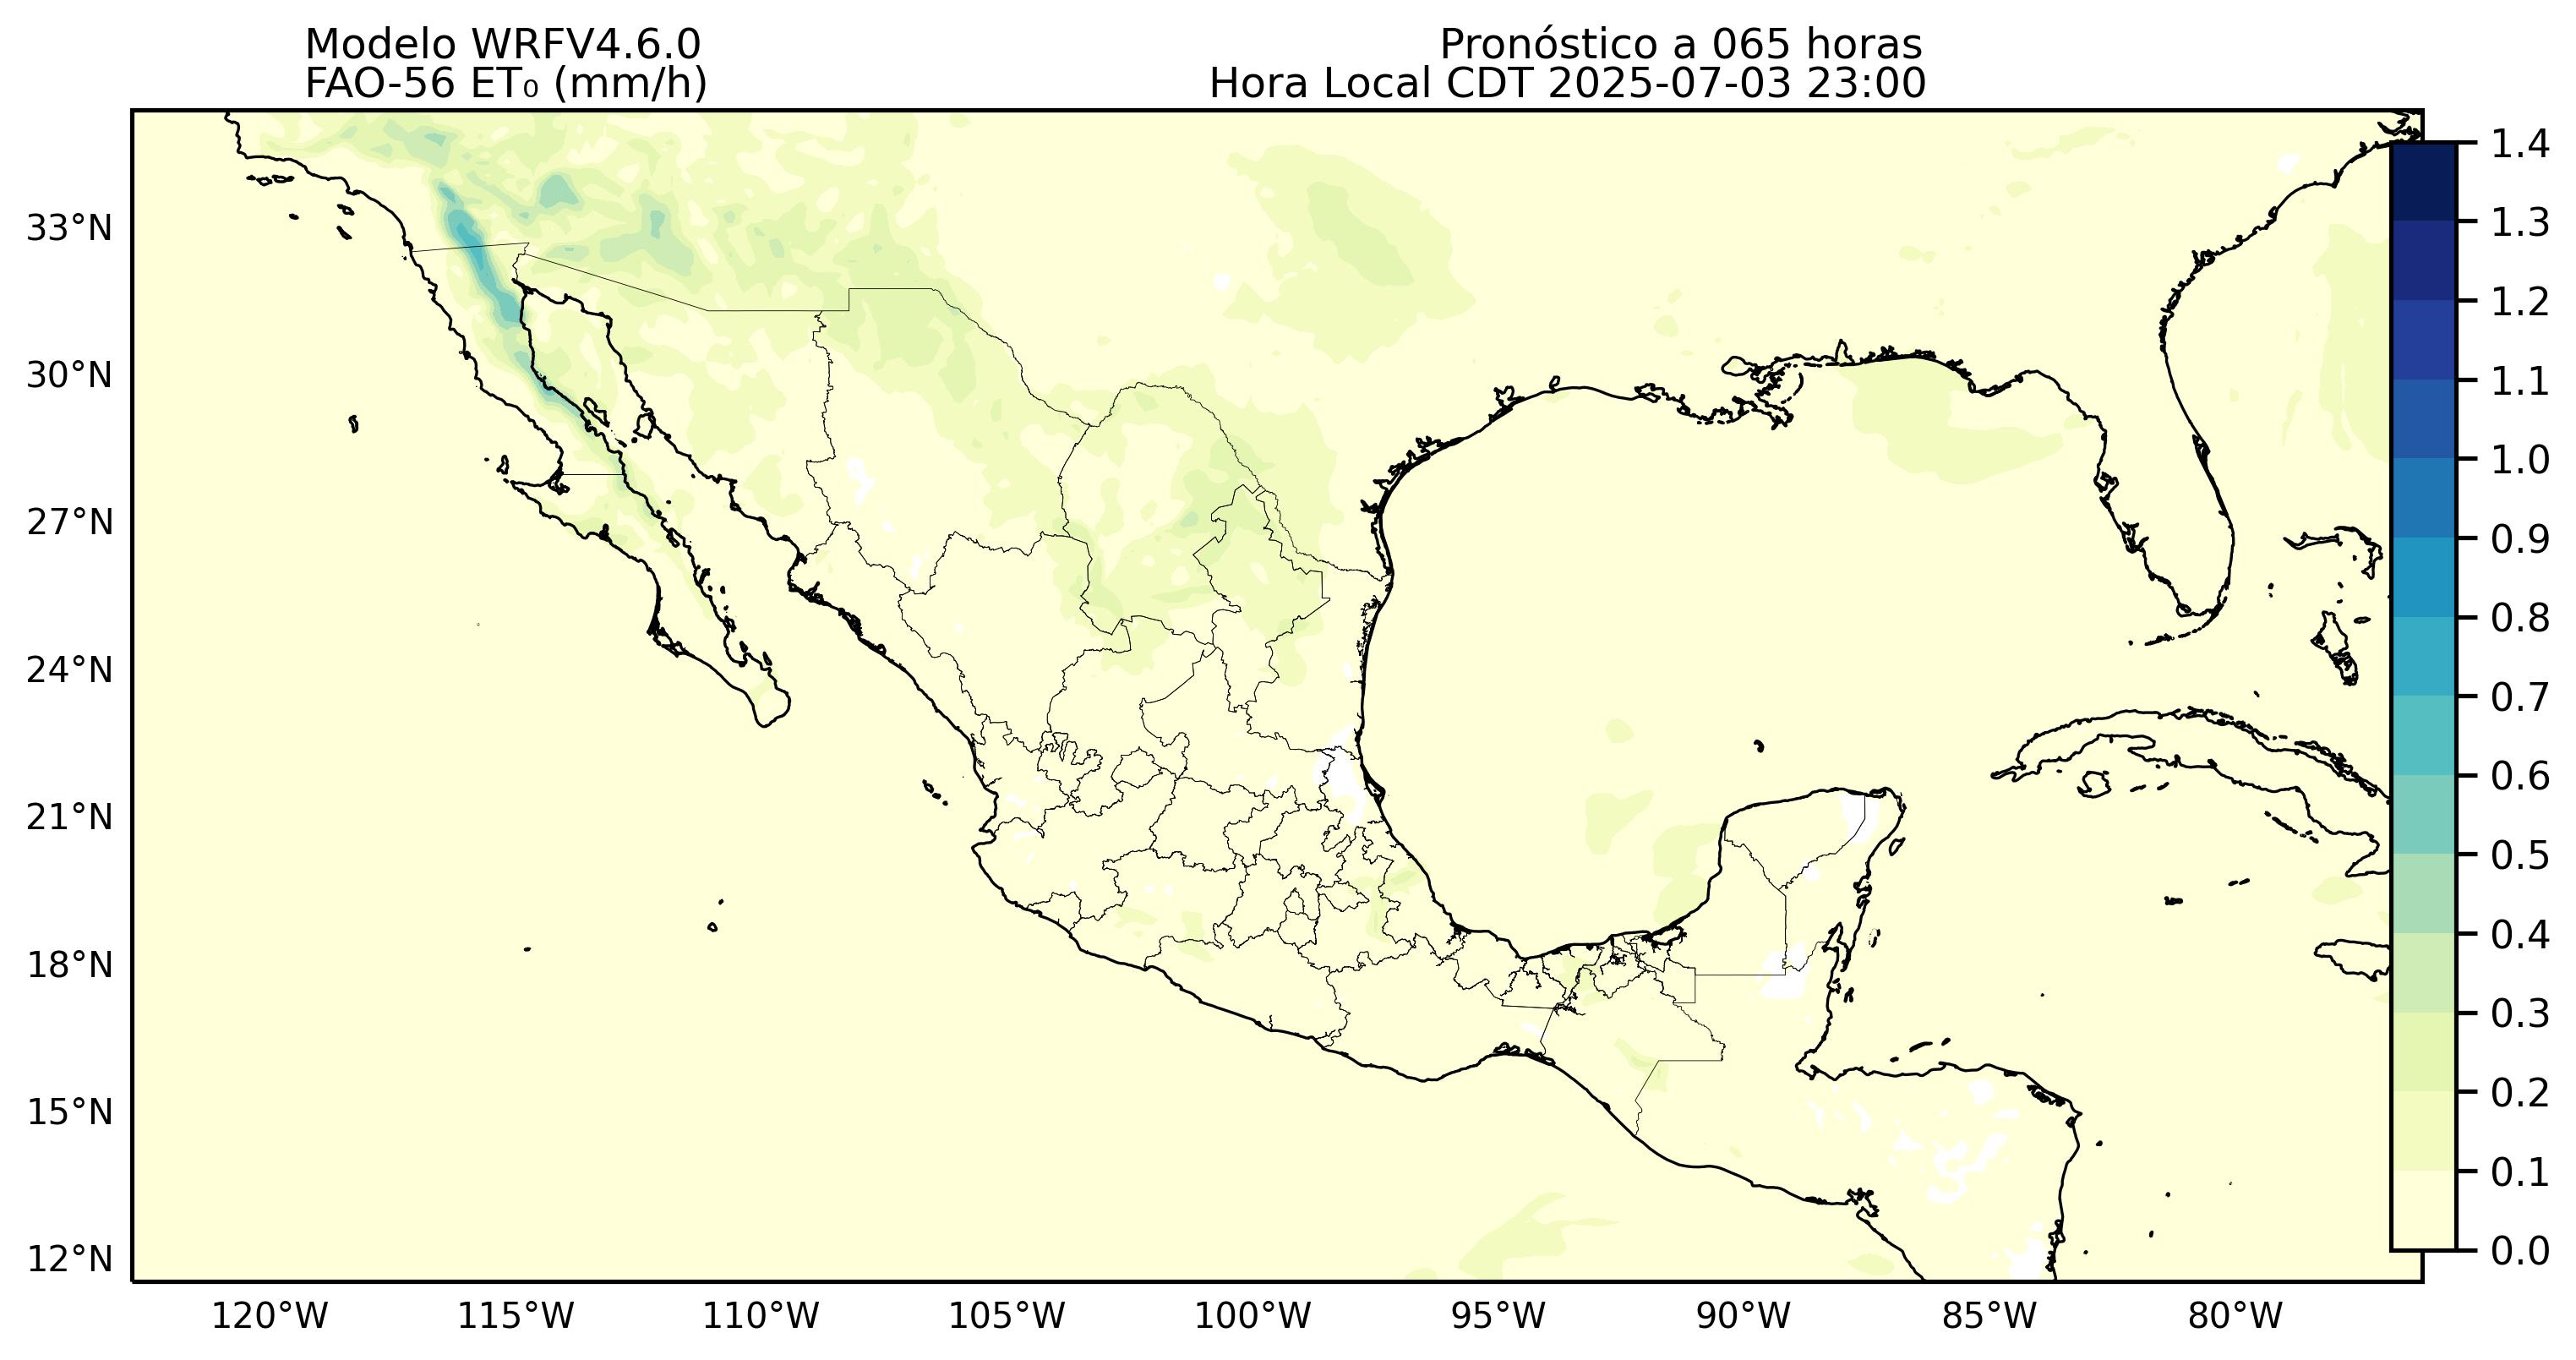 Modelo WRFV4.6.0
FAO-56 ET₀ (mm/h)
Pronóstico a 065 horas
Hora Local CDT 2025-07-03 23:00
33°N
30°N
27°N
24°N
21°N
18°N
15°N
12°N
120°W
115°W
110°W
105°W
100°W
95°W
90°W
85°W
80°W
1.4
1.3
1.2
1.1
1.0
0.9
0.8
0.7
0.6
0.5
0.4
0.3
0.2
0.1
0.0